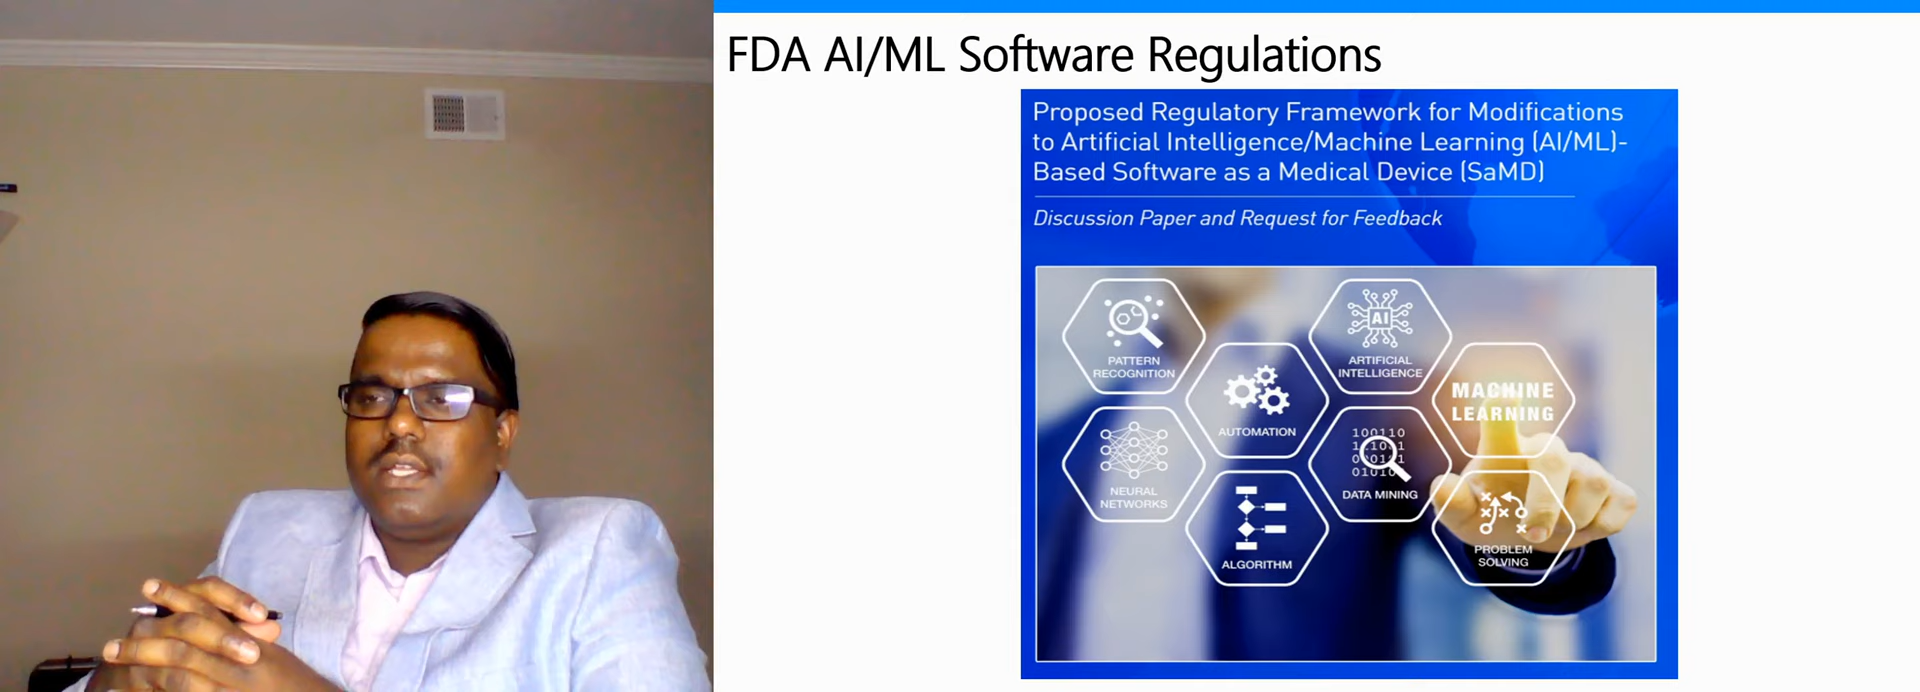 FDA AI/ML Software Regulations
Proposed Regulatory Framework for Modifications
to Artificial Intelligence/Machine Learning (AI/ML)-
Based Software as a Medical Device (SaMD)
Discussion Paper and Request for Feedback
PATTERN
RECOGNITION
AI
ARTIFICIAL
INTELLIGENCE
AUTOMATION
MACHINE
LEARNING
NEURAL
NETWORKS
100110
DATA MINING
ALGORITHM
PROBLEM
SOLVING